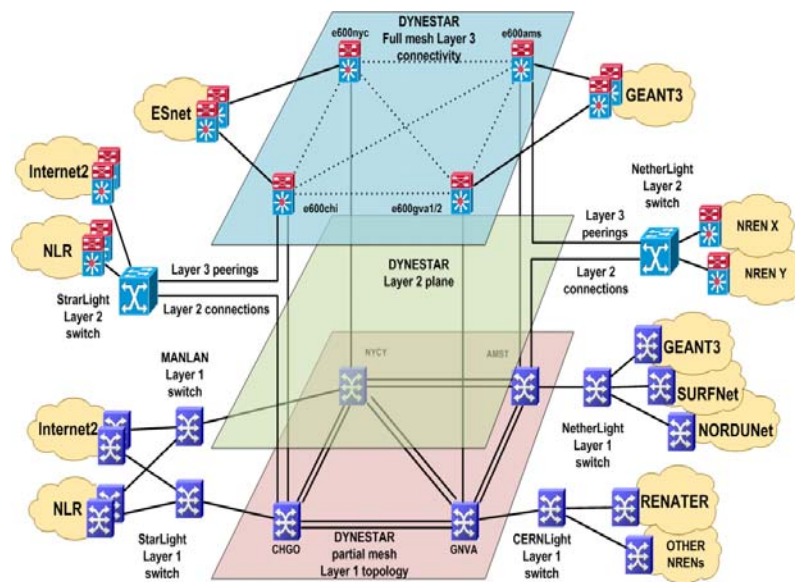 DYNESTAR
Full mesh Layer 3
connectivity
e600nyc
e600ams
ESnet
GEANT3
Internet2
NLR
e600chi
e600gva1/2
NetherLight
Layer 2
switch
Layer 3
peerings
NREN X
NREN Y
Layer 2
connections
StrarLight
Layer 2
switch
Layer 3 peerings
Layer 2 connections
DYNESTAR
Layer 2 plane
MANLAN
Layer 1
switch
NYCY
AMST
GEANT3
SURFNet
NORDUNet
NetherLight
Layer 1
switch
Internet2
NLR
StarLight
Layer 1
switch
CHGO
DYNESTAR
partial mesh
Layer 1 topology
GNVA
CERNLight
Layer 1
switch
RENATER
OTHER
NRENs